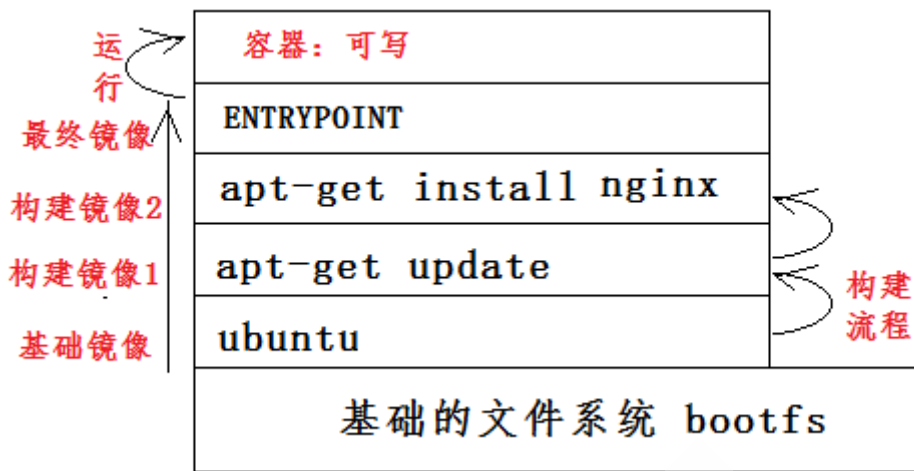 运
行
容器：可写
最终镜像
ENTRYPOINT
构建镜像2
apt-get install nginx
构建镜像1
apt-get update
构建
流程
基础镜像
ubuntu
基础的文件系统 bootfs